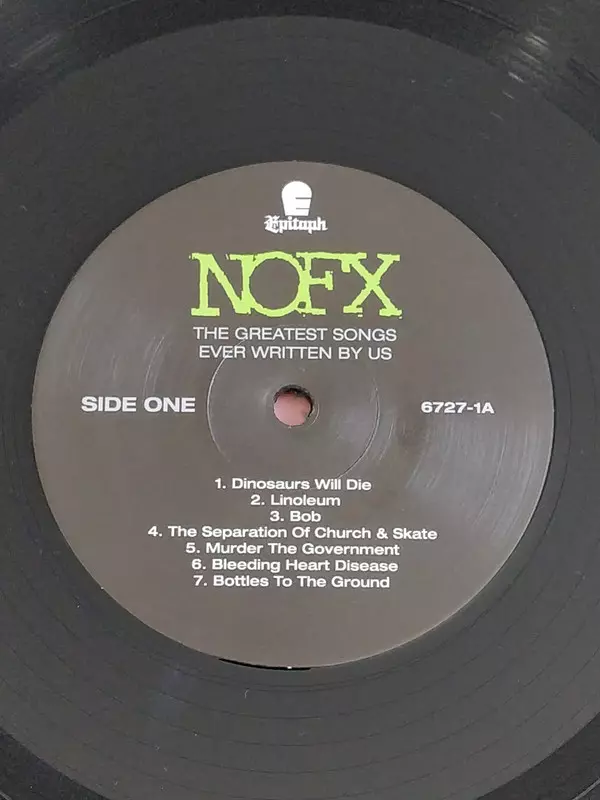 E
Epitaph
NOFX
THE GREATEST SONGS
EVER WRITTEN BY US
SIDE ONE
6727-1A
1. Dinosaurs Will Die
2. Linoleum
3. Bob
4. The Separation Of Church & Skate
5. Murder The Government
6. Bleeding Heart Disease
7. Bottles To The Ground